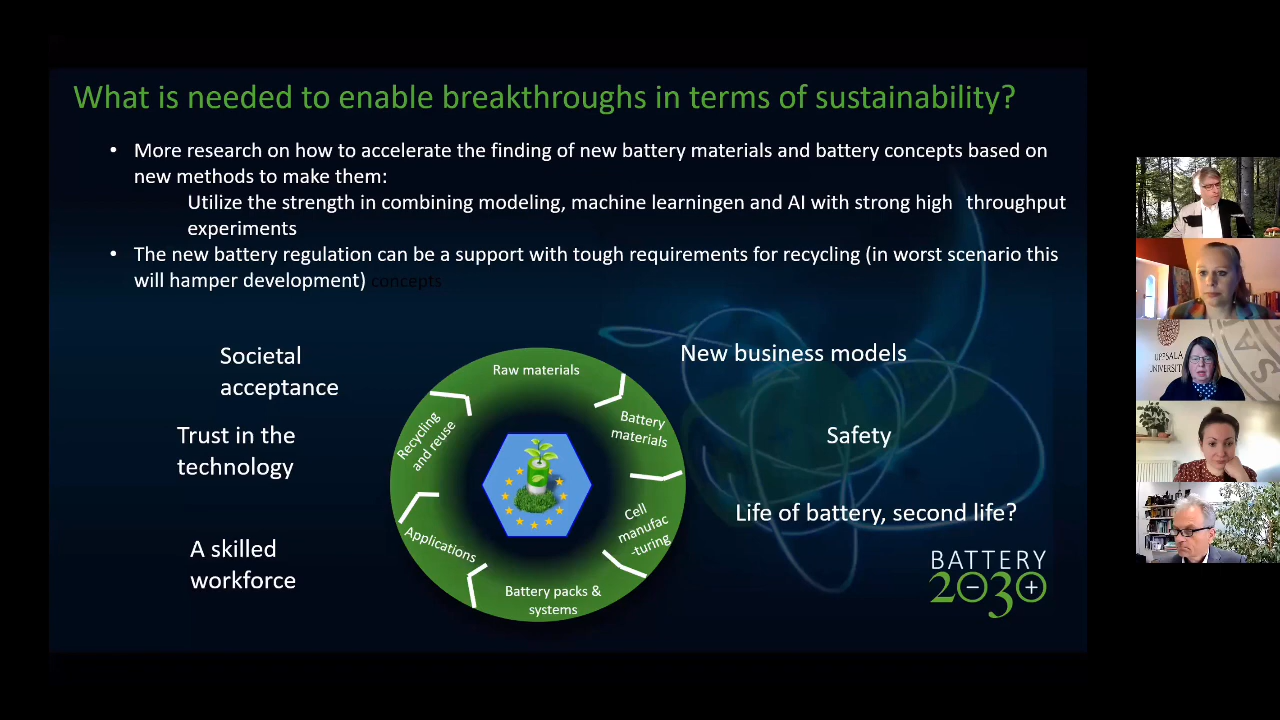 What is needed to enable breakthroughs in terms of sustainability?
• More research on how to accelerate the finding of new battery materials and battery concepts based on
new methods to make them:
Utilize the strength in combining modeling, machine learningen and AI with strong high throughput
experiments
• The new battery regulation can be a support with tough requirements for recycling (in worst scenario this
will hamper development) concepts
Societal
acceptance
Trust in the
technology
A skilled
workforce
Raw materials
Battery
materials
Cell
manufac
-turing
Battery packs &
systems
Applications
Recycling
and reuse
New business models
Safety
Life of battery, second life?
BATTERY
2030
UPPSALA
UNIVERSIT